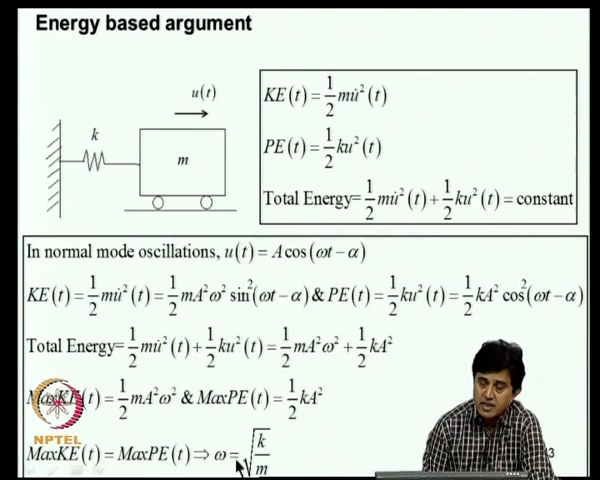 Energy based argument
u(t)
k
m
KE(t) = 1/2 mu̇²(t)
PE(t) = 1/2 ku²(t)
Total Energy= 1/2 mu̇²(t) + 1/2 ku²(t) = constant
In normal mode oscillations, u(t) = A cos(ωt − α)
KE(t) = 1/2 mu̇²(t) = 1/2 mA²ω² sin²(ωt − α) & PE(t) = 1/2 ku²(t) = 1/2 kA² cos²(ωt − α)
Total Energy= 1/2 mu̇²(t) + 1/2 ku²(t) = 1/2 mA²ω² + 1/2 kA²
MaxKE(t) = 1/2 mA²ω² & MaxPE(t) = 1/2 kA²
NPTEL
MaxKE(t) = MaxPE(t) ⇒ ω = √(k/m)
3